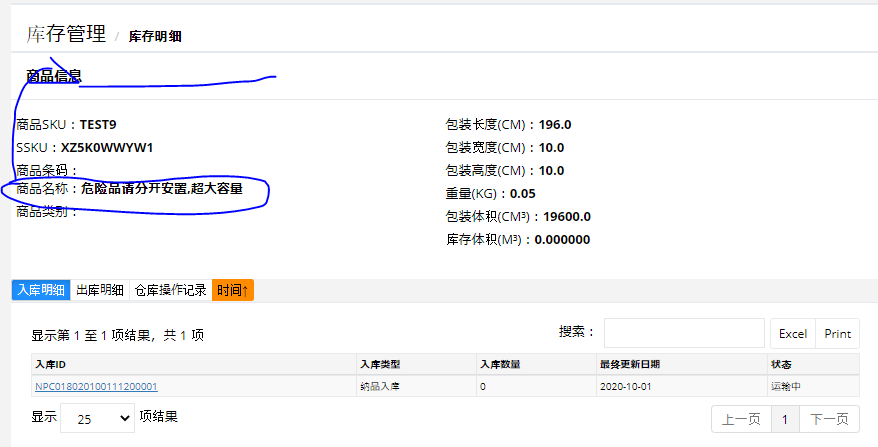 库存管理 / 库存明细
商品信息
商品SKU：TEST9
SSKU：XZ5K0WWYW1
商品条码：
商品名称：危险品请分开安置,超大容量
商品类别：
包装长度(CM)：196.0
包装宽度(CM)：10.0
包装高度(CM)：10.0
重量(KG)：0.05
包装体积(CM³)：19600.0
库存体积(M³)：0.000000
入库明细 出库明细 仓库操作记录 时间↑
显示第 1 至 1 项结果，共 1 项
搜索： Excel Print
入库ID 入库类型 入库数量 最终更新日期 状态
NPC018020100111200001 纳品入库 0 2020-10-01 运输中
显示 25 项结果
上一页 1 下一页